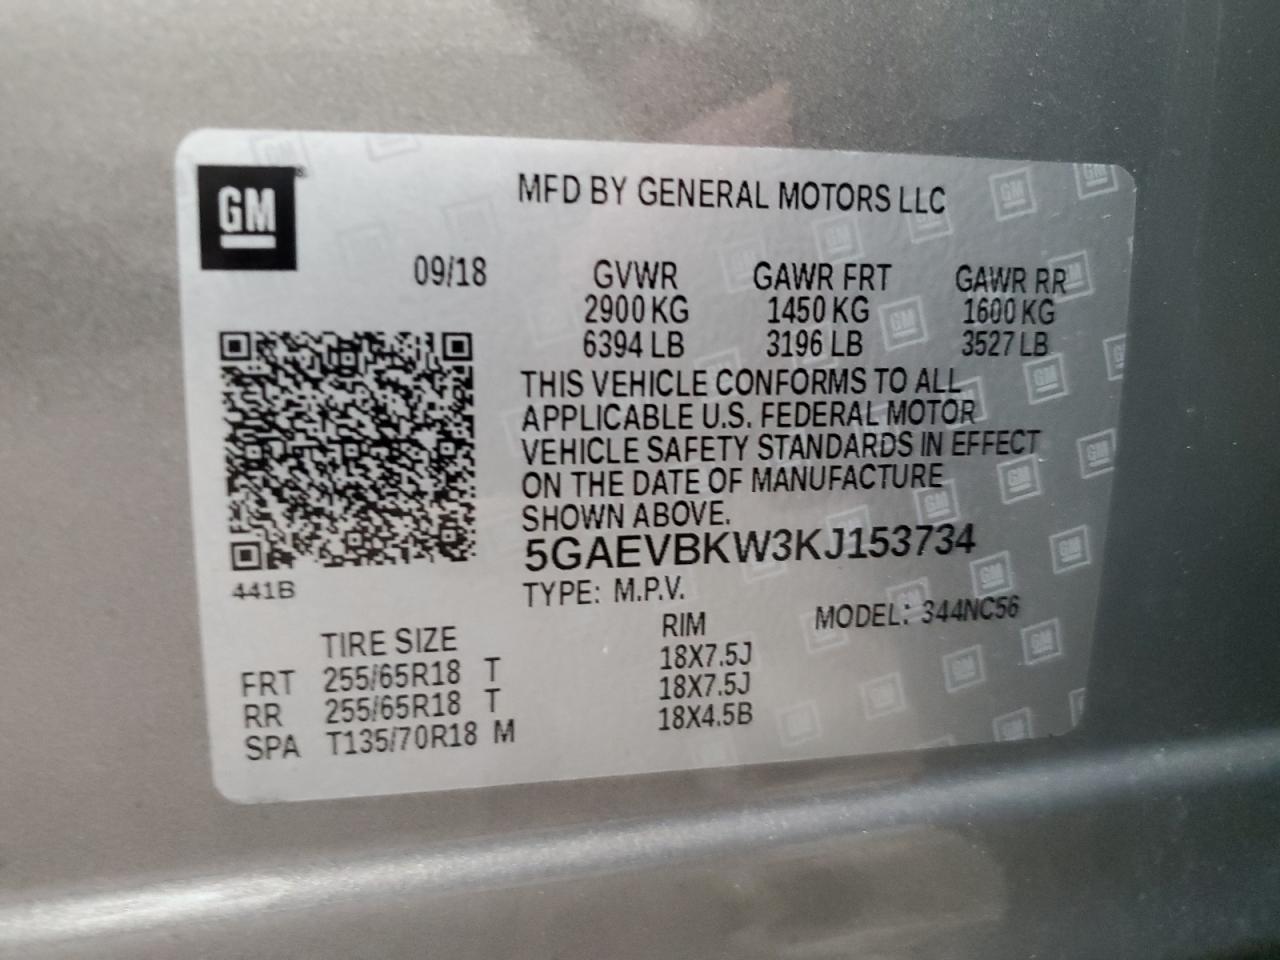 GM
MFD BY GENERAL MOTORS LLC
09/18
GVWR GAWR FRT GAWR RR
2900 KG 1450 KG 1600 KG
6394 LB 3196 LB 3527 LB
THIS VEHICLE CONFORMS TO ALL
APPLICABLE U.S. FEDERAL MOTOR
VEHICLE SAFETY STANDARDS IN EFFECT
ON THE DATE OF MANUFACTURE
SHOWN ABOVE.
5GAEVBKW3KJ153734
441B
TYPE: M.P.V. MODEL: 344NC56
TIRE SIZE RIM
FRT 255/65R18 T 18X7.5J
RR 255/65R18 T 18X7.5J
SPA T135/70R18 M 18X4.5B